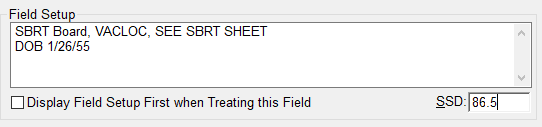 Field Setup
SBRT Board, VACLOC, SEE SBRT SHEET
DOB 1/26/55
Display Field Setup First when Treating this Field SSD: 86.5